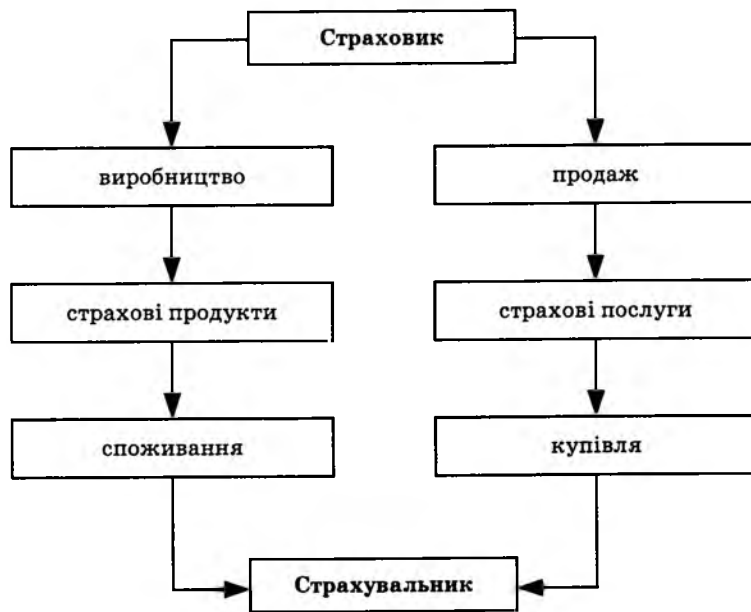 Страховик
виробництво
продаж
страхові продукти
страхові послуги
споживання
купівля
Страхувальник